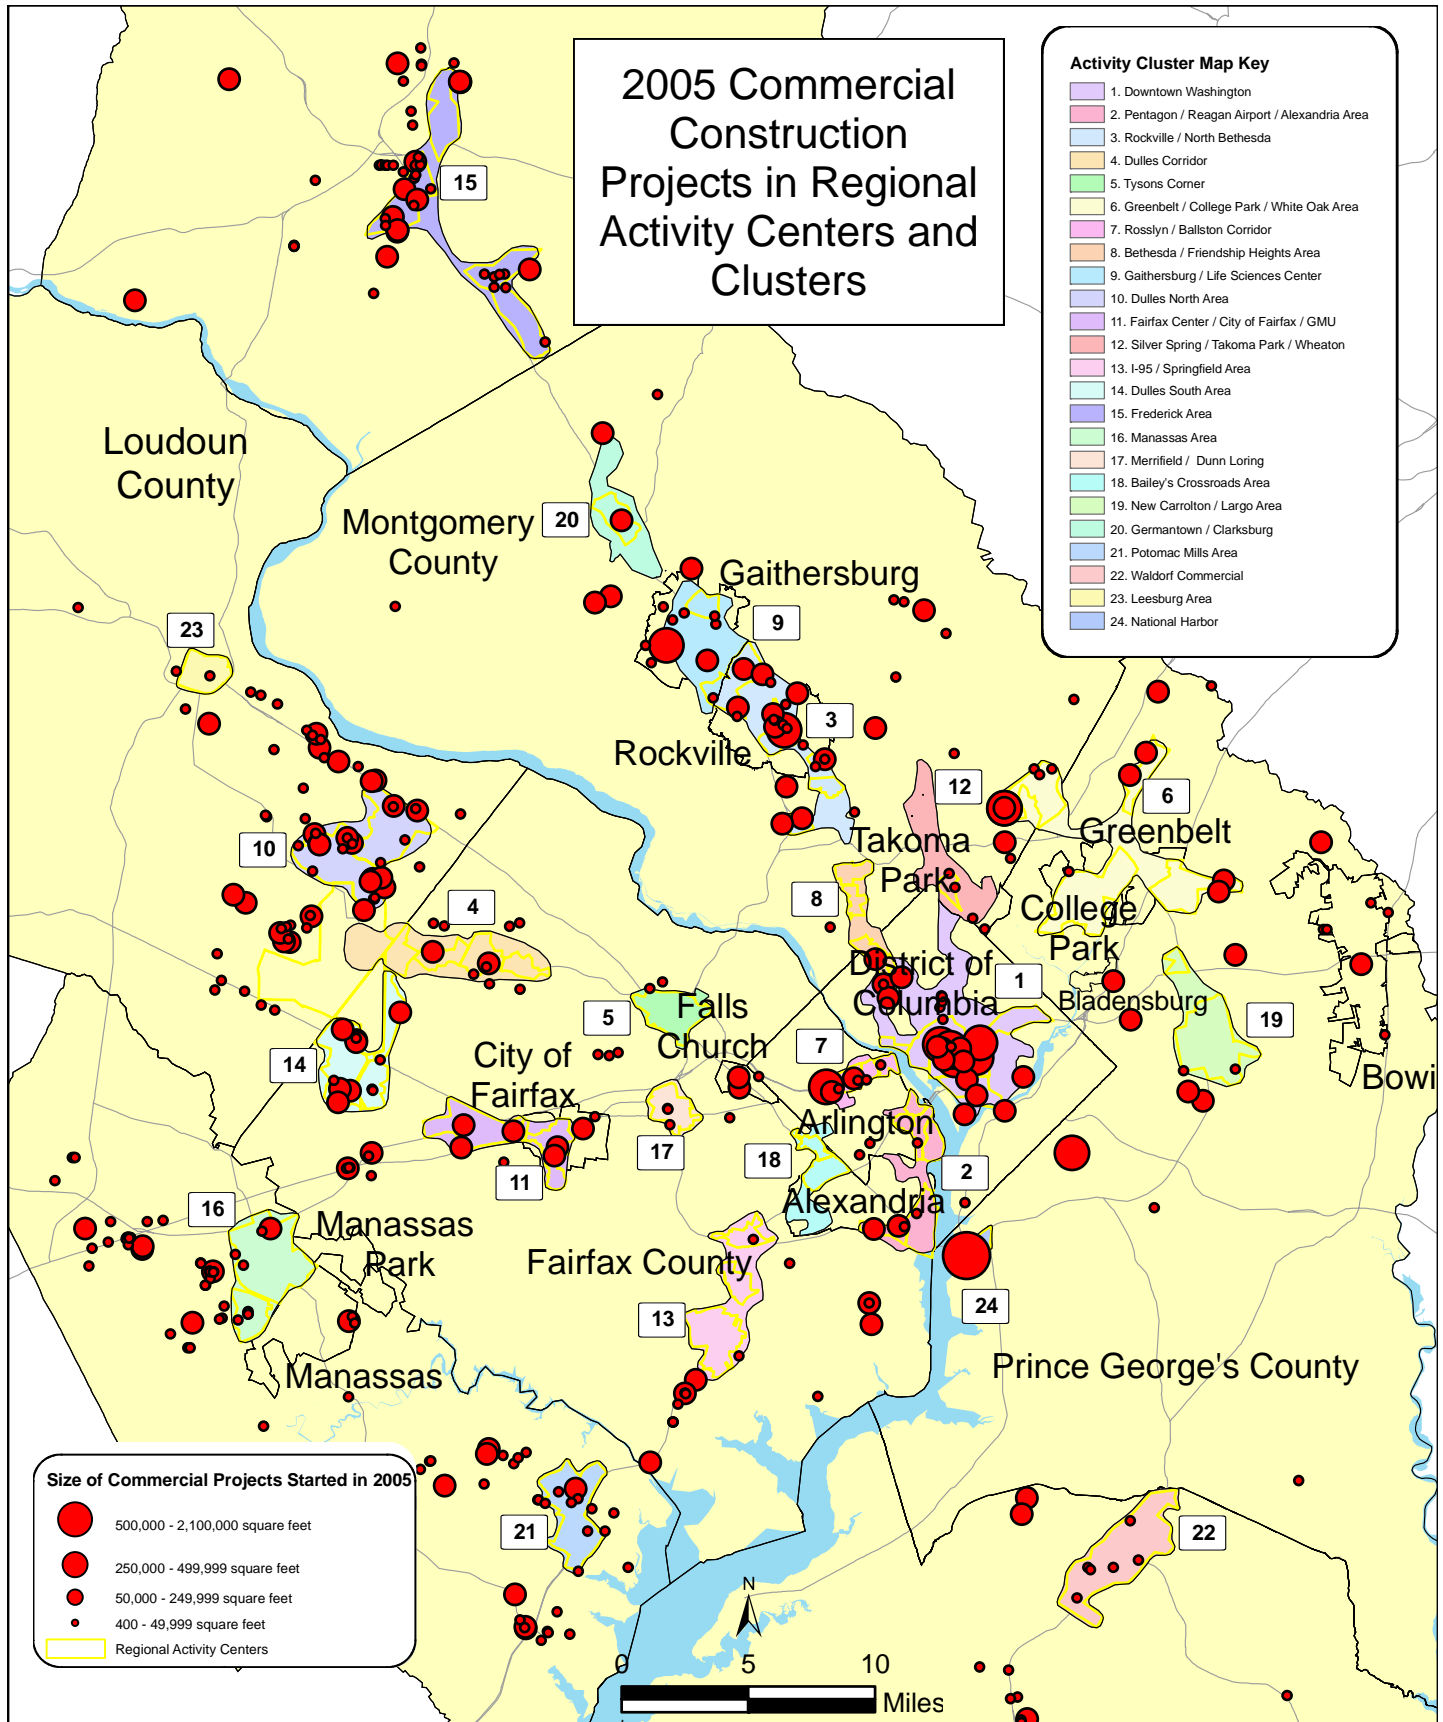 2005 Commercial
Construction
Projects in Regional
Activity Centers and
Clusters
Activity Cluster Map Key
1. Downtown Washington
2. Pentagon / Reagan Airport / Alexandria Area
3. Rockville / North Bethesda
4. Dulles Corridor
5. Tysons Corner
6. Greenbelt / College Park / White Oak Area
7. Rosslyn / Ballston Corridor
8. Bethesda / Friendship Heights Area
9. Gaithersburg / Life Sciences Center
10. Dulles North Area
11. Fairfax Center / City of Fairfax / GMU
12. Silver Spring / Takoma Park / Wheaton
13. I-95 / Springfield Area
14. Dulles South Area
15. Frederick Area
16. Manassas Area
17. Merrifield / Dunn Loring
18. Bailey's Crossroads Area
19. New Carrolton / Largo Area
20. Germantown / Clarksburg
21. Potomac Mills Area
22. Waldorf Commercial
23. Leesburg Area
24. National Harbor
15
Loudoun
County
Montgomery
County
20
Gaithersburg
9
23
3
Rockville
12
6
Greenbelt
Takoma
Park
10
8
4
College
Park
District of
Columbia
1
Bladensburg
19
5
Falls
Church
7
14
City of
Fairfax
Bowi
Arlington
17
18
2
11
16
Alexandria
Manassas
Park
Fairfax County
24
13
Prince George's County
Manassas
21
22
Size of Commercial Projects Started in 2005
500,000 - 2,100,000 square feet
250,000 - 499,999 square feet
50,000 - 249,999 square feet
400 - 49,999 square feet
Regional Activity Centers
N
0 5 10
Miles